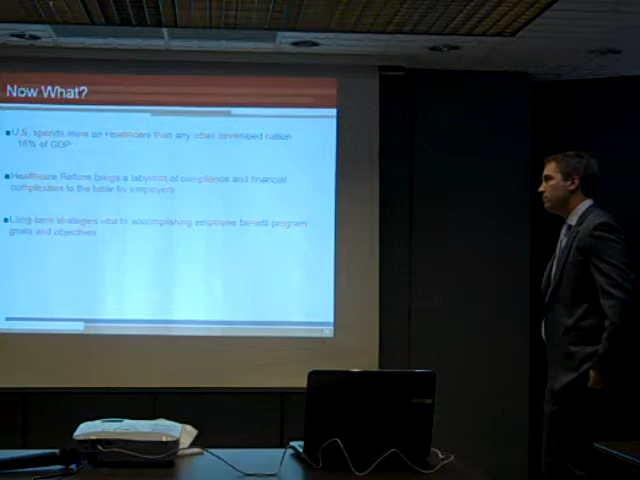 Now What?
U.S. spends more on Healthcare than any other developed nation
16% of GDP
Healthcare Reform brings a labyrinth of compliance and financial
complexities to the table for employers
Long-term strategies vital to accomplishing employee benefit program
goals and objectives